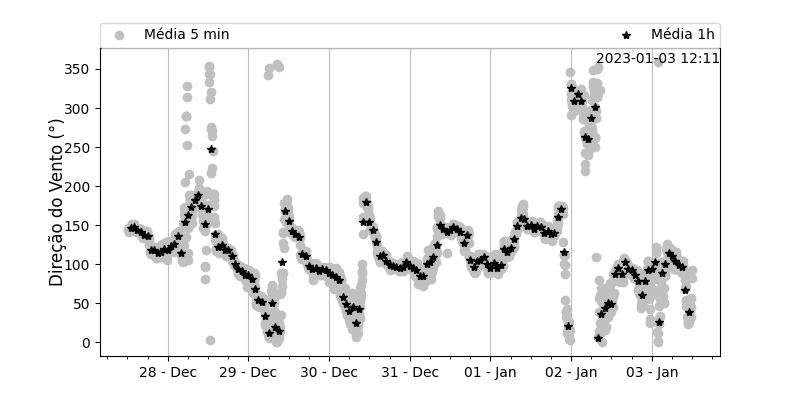 Média 5 min
Média 1h
2023-01-03 12:11
Direção do Vento (°)
350
300
250
200
150
100
50
0
28 - Dec
29 - Dec
30 - Dec
31 - Dec
01 - Jan
02 - Jan
03 - Jan